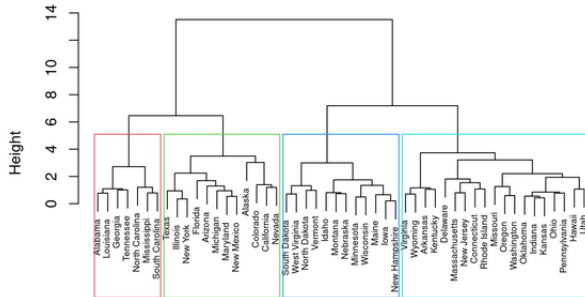 14
10
8
6
4
2
0
Height
Alabama
Louisiana
Georgia
Tennessee
North Carolina
Mississippi
South Carolina
Texas
Illinois
New York
Florida
Arizona
Michigan
Maryland
New Mexico
Alaska
Colorado
California
Nevada
South Dakota
West Virginia
North Dakota
Vermont
Idaho
Montana
Nebraska
Minnesota
Wisconsin
Maine
Iowa
New Hampshire
Virginia
Wyoming
Arkansas
Kentucky
Delaware
Massachusetts
New Jersey
Connecticut
Rhode Island
Missouri
Oregon
Washington
Oklahoma
Indiana
Kansas
Ohio
Pennsylvania
Hawaii
Utah